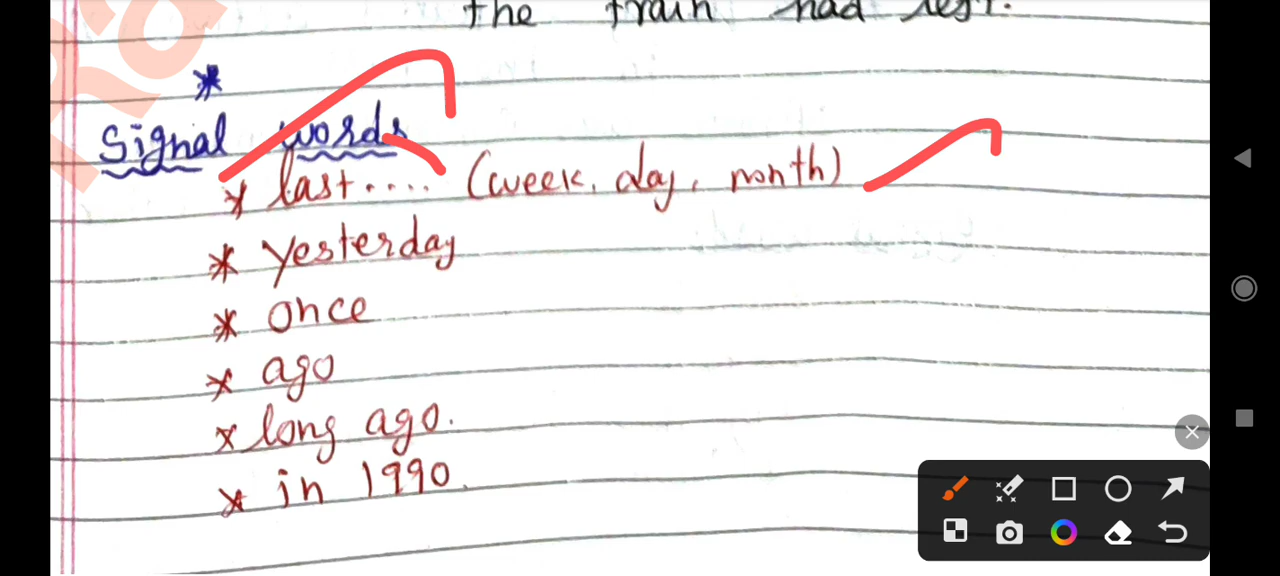 the train had left.
*
Signal words
* last.... (week, day, month)
* yesterday
* once
* ago
* long ago.
* in 1990.